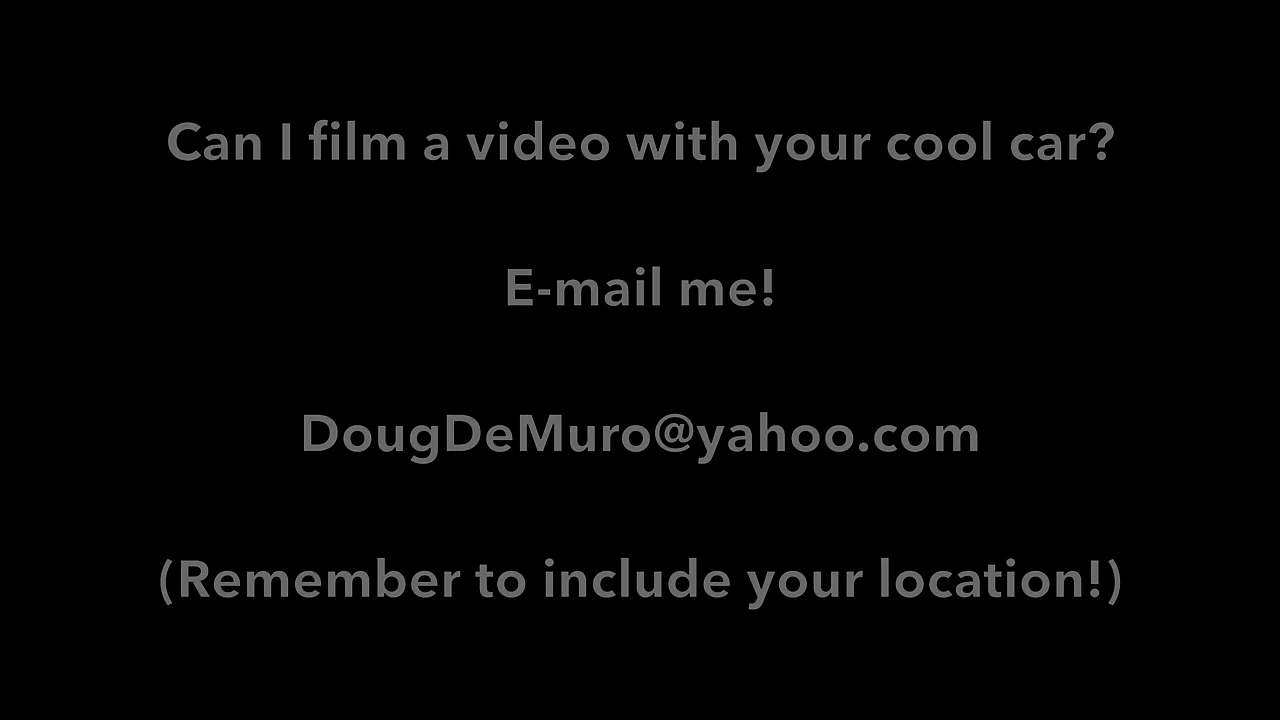 Can I film a video with your cool car?
E-mail me!
DougDeMuro@yahoo.com
(Remember to include your location!)